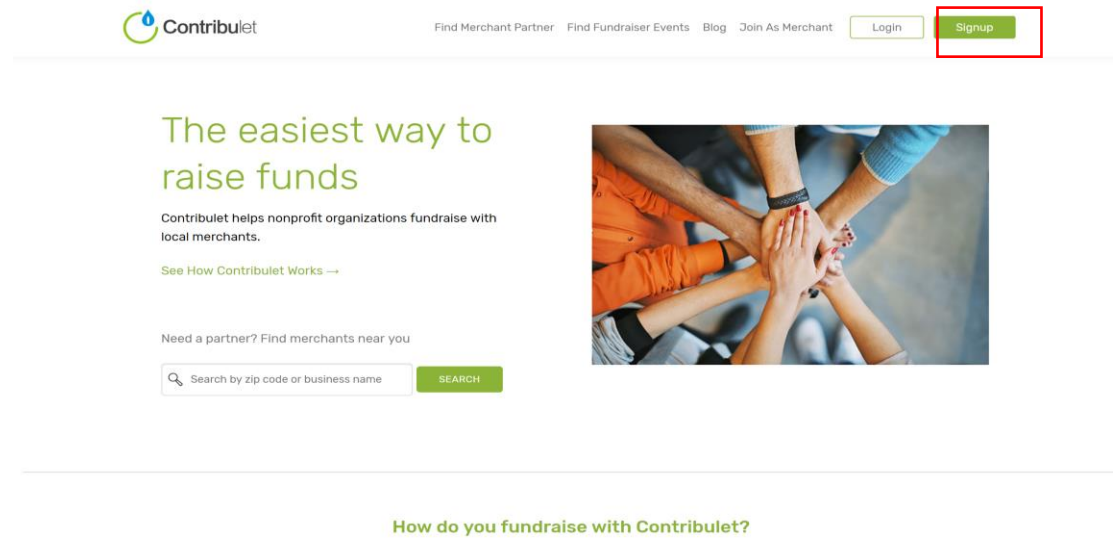 Contribulet
Find Merchant Partner Find Fundraiser Events Blog Join As Merchant Login Signup
The easiest way to
raise funds
Contribulet helps nonprofit organizations fundraise with
local merchants.
See How Contribulet Works →
Need a partner? Find merchants near you
Search by zip code or business name SEARCH
How do you fundraise with Contribulet?